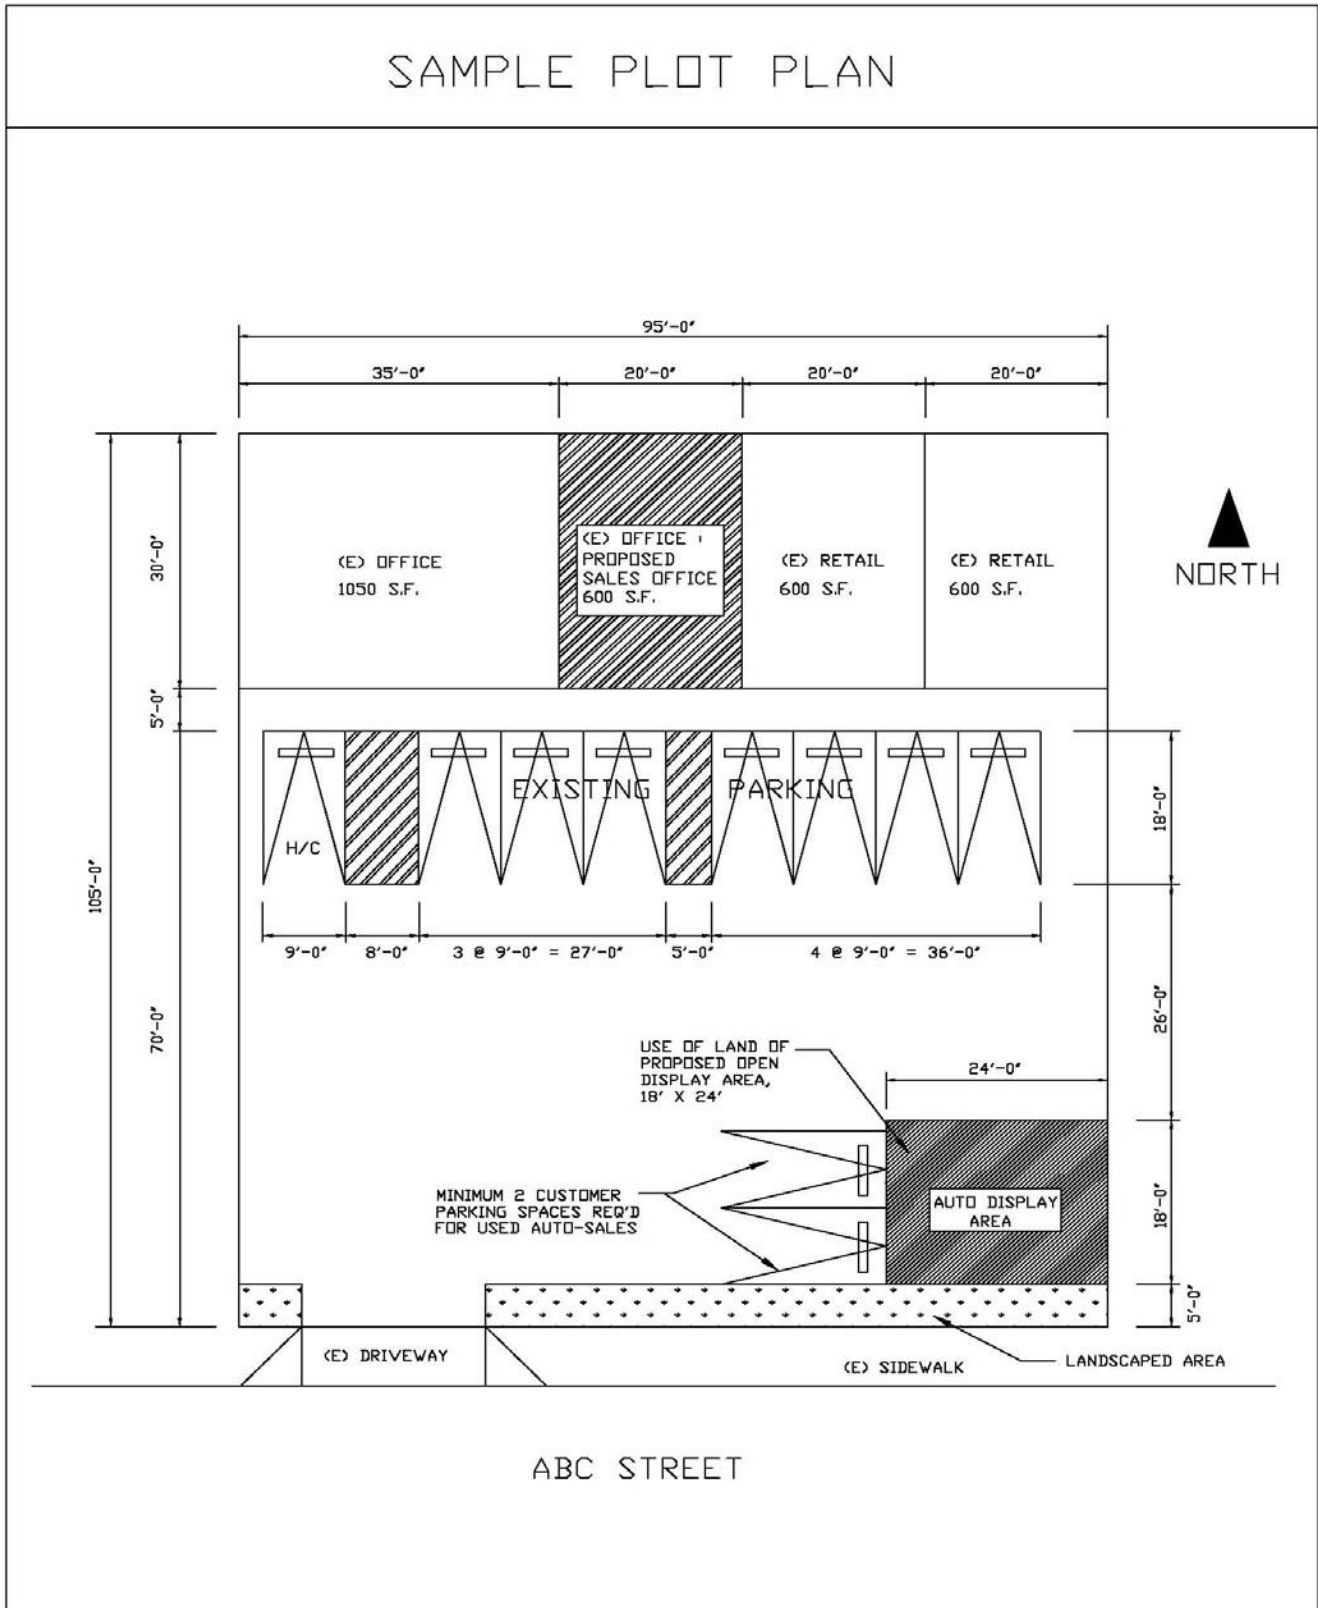 SAMPLE PLOT PLAN
95'-0"
35'-0"
20'-0"
20'-0"
20'-0"
30'-0"
(E) OFFICE
1050 S.F.
(E) OFFICE :
PROPOSED
SALES OFFICE
600 S.F.
(E) RETAIL
600 S.F.
(E) RETAIL
600 S.F.
NORTH
5'-0"
EXISTING PARKING
H/C
18'-0"
105'-0"
9'-0"
8'-0"
3 @ 9'-0" = 27'-0"
5'-0"
4 @ 9'-0" = 36'-0"
70'-0"
26'-0"
USE OF LAND OF
PROPOSED OPEN
DISPLAY AREA,
18' X 24'
24'-0"
MINIMUM 2 CUSTOMER
PARKING SPACES REQ'D
FOR USED AUTO-SALES
AUTO DISPLAY
AREA
18'-0"
5'-0"
(E) DRIVEWAY
(E) SIDEWALK
LANDSCAPED AREA
ABC STREET